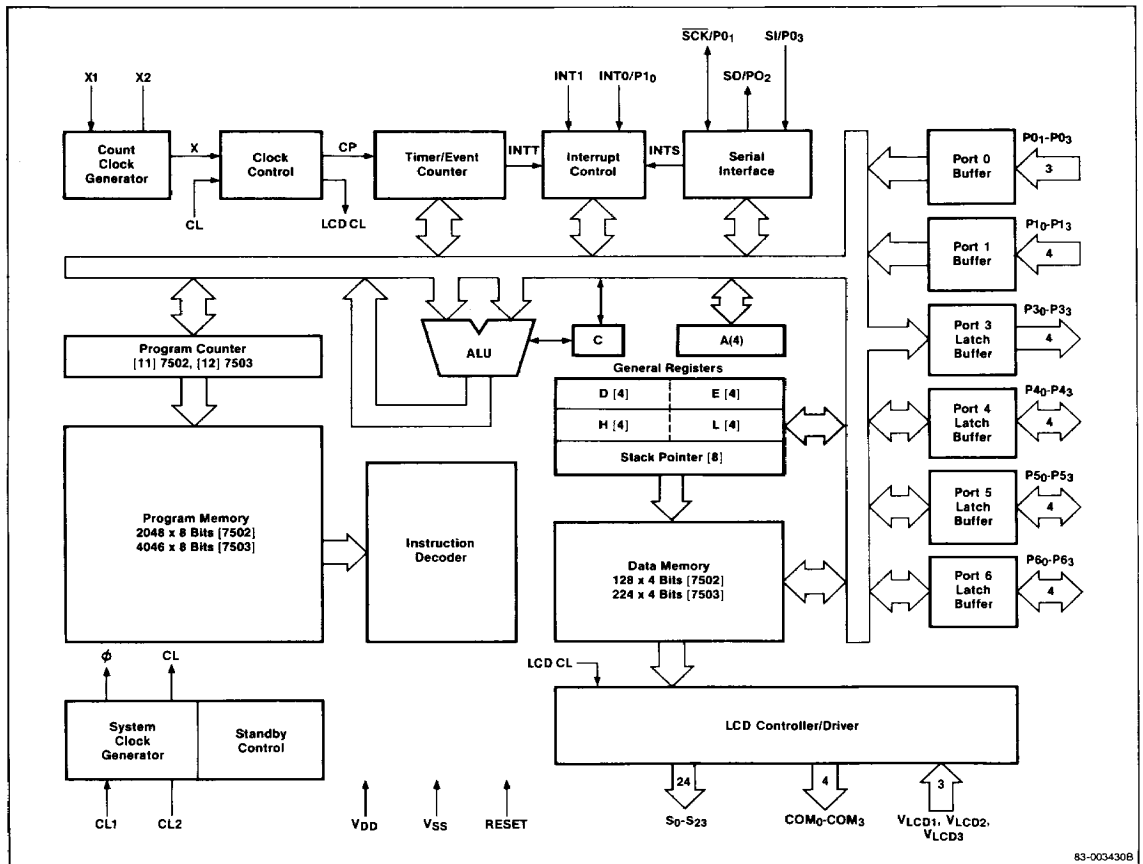 X1 X2
INT1 INT0/P1₀
S̅C̅K̅/P0₁ SI/P0₃
SO/PO₂
Count
Clock
Generator
X
CL
Clock
Control
CP
LCD CL
Timer/Event
Counter
INTT
Interrupt
Control
INTS
Serial
Interface
Port 0
Buffer
P0₁-P0₃
3
Port 1
Buffer
P1₀-P1₃
4
Port 3
Latch
Buffer
P3₀-P3₃
4
Port 4
Latch
Buffer
P4₀-P4₃
4
Port 5
Latch
Buffer
P5₀-P5₃
4
Port 6
Latch
Buffer
P6₀-P6₃
4
Program Counter
[11] 7502, [12] 7503
ALU
C
A(4)
General Registers
D [4] E [4]
H [4] L [4]
Stack Pointer [8]
Program Memory
2048 x 8 Bits [7502]
4046 x 8 Bits [7503]
Instruction
Decoder
Data Memory
128 x 4 Bits [7502]
224 x 4 Bits [7503]
ϕ CL
System
Clock
Generator
Standby
Control
CL1 CL2
VDD VSS RESET
LCD CL
LCD Controller/Driver
24 4 3
S₀-S₂₃ COM₀-COM₃ VLCD1, VLCD2,
VLCD3
83-003430B